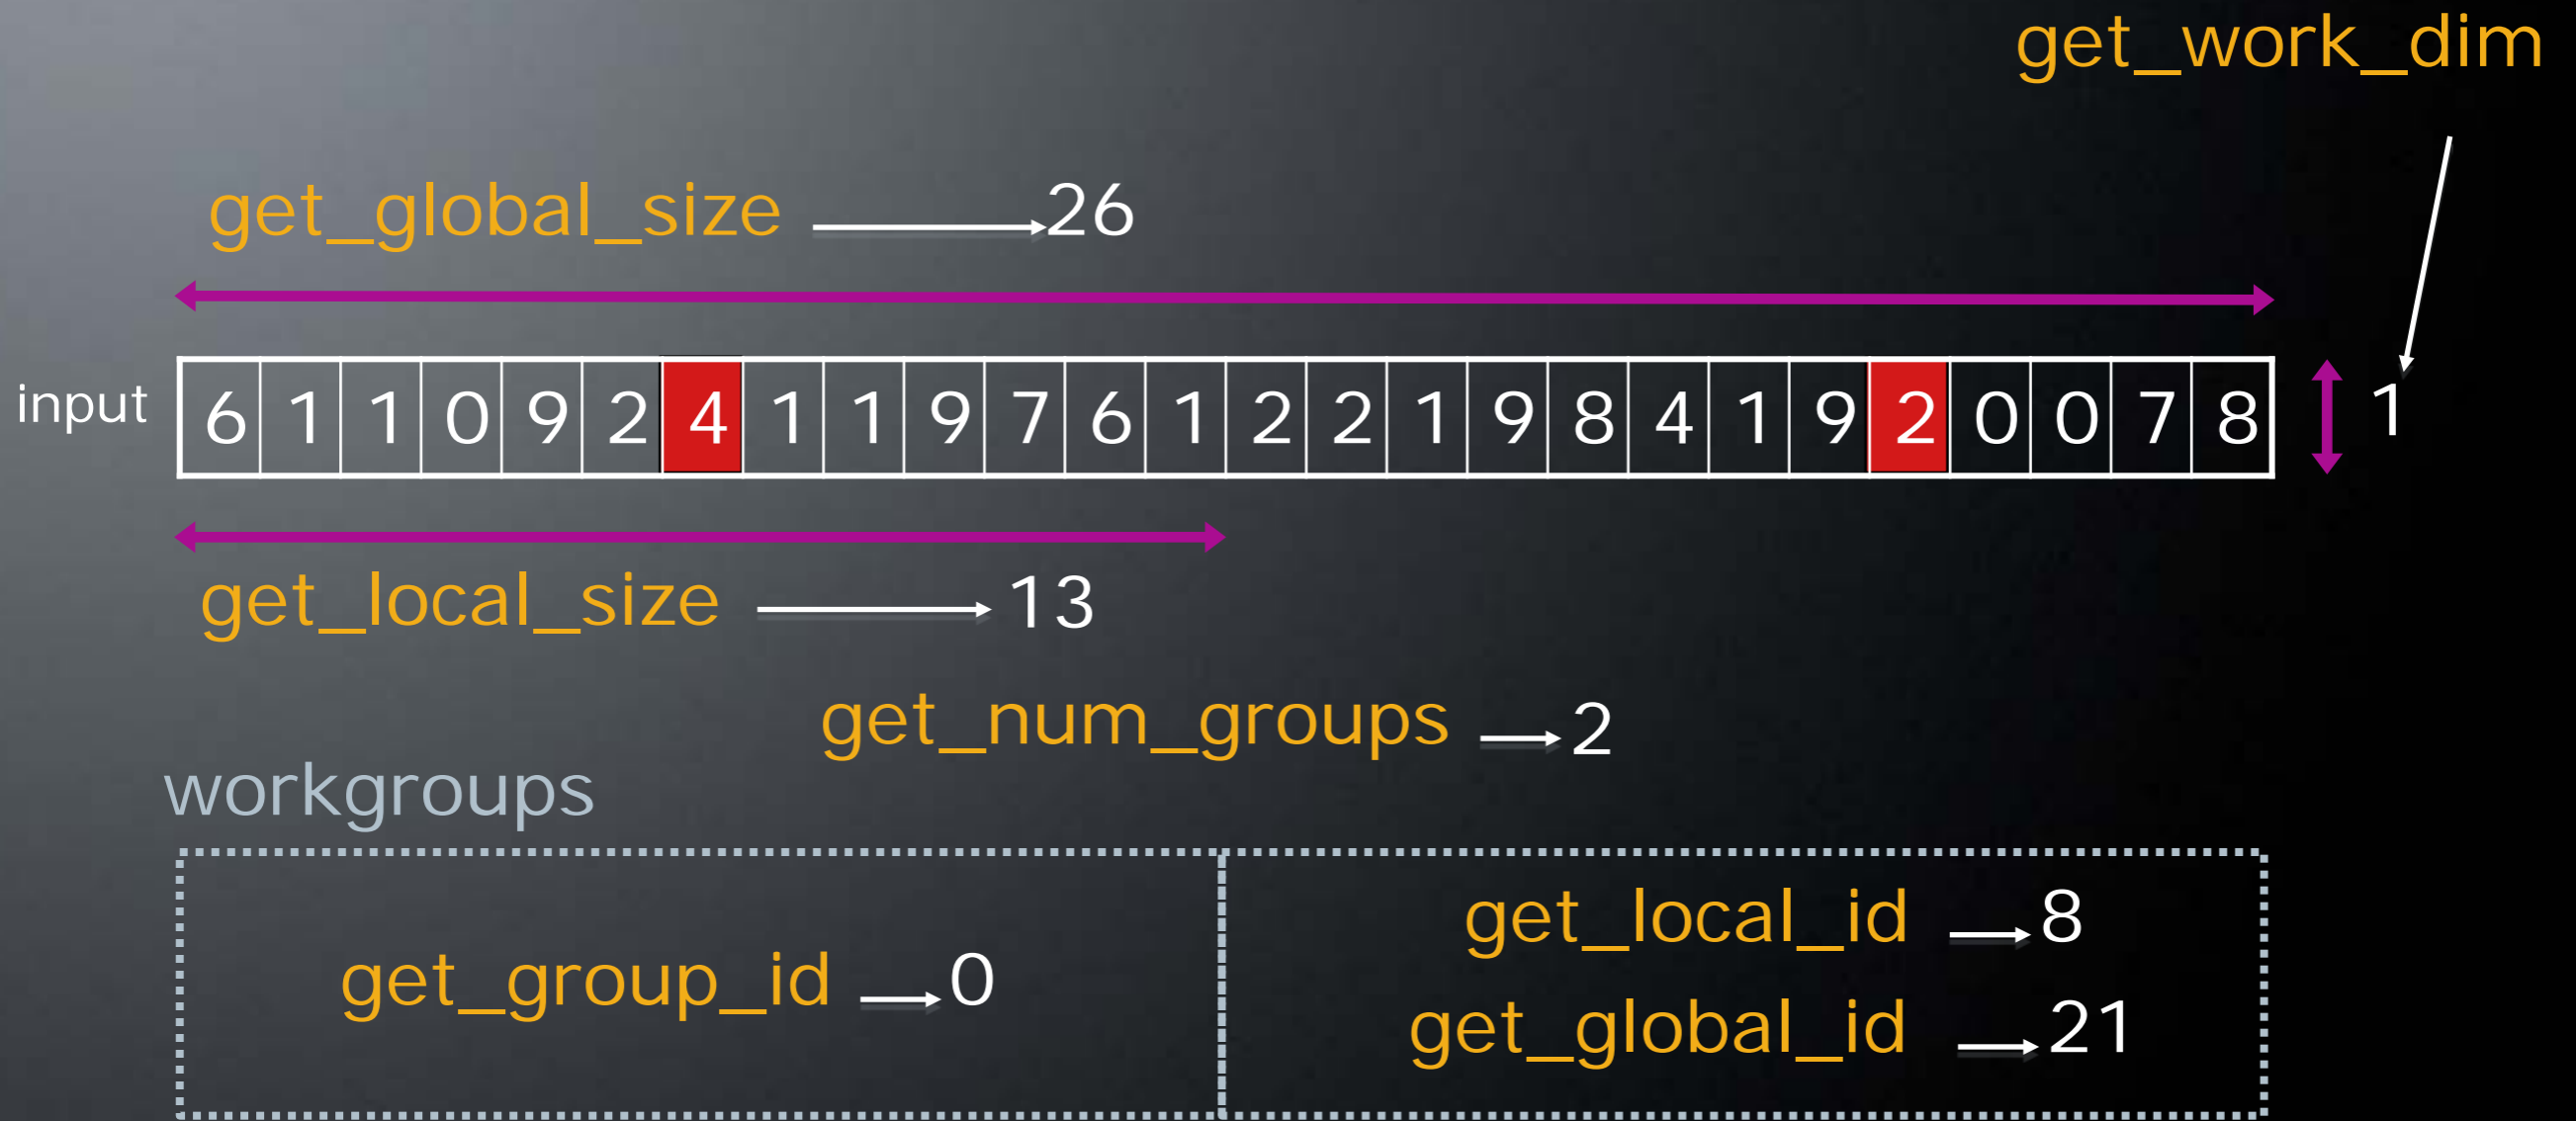 get_work_dim
get_global_size 26
input 6 1 1 0 9 2 4 1 1 9 7 6 1 2 2 1 9 8 4 1 9 2 0 0 7 8 1
get_local_size 13
get_num_groups 2
workgroups
get_group_id 0
get_local_id 8
get_global_id 21